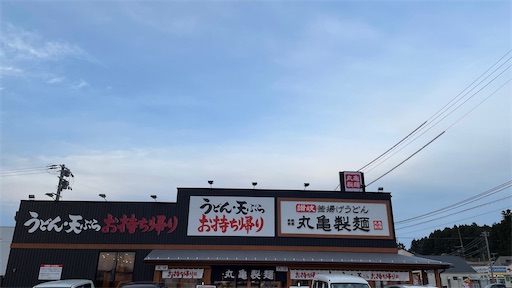 丸亀
製麺
うどん・天ぷら お持ち帰り
うどん・天ぷら
お持ち帰り
讃岐 釜揚げうどん
丸亀製麺
丸亀製麺